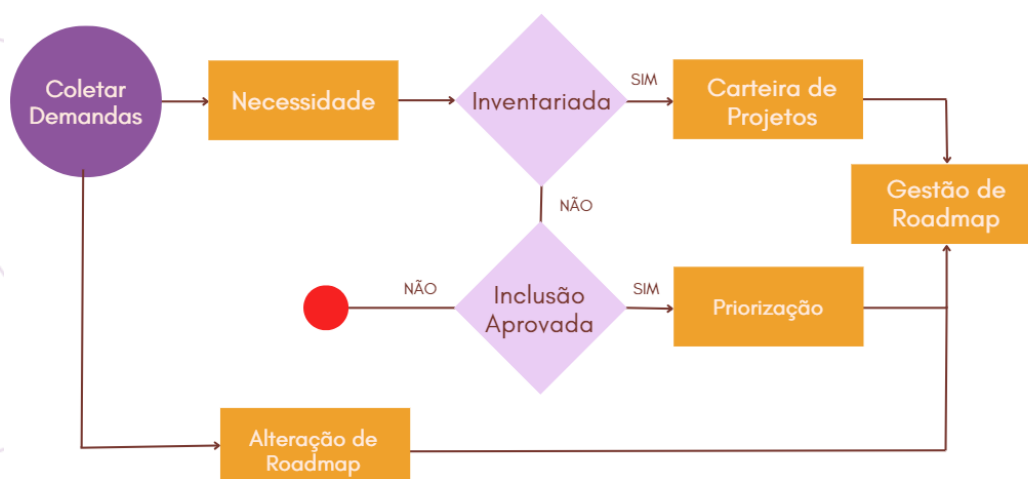 Coletar
Demandas
Necessidade
Inventariada
SIM
Carteira de
Projetos
Gestão de
Roadmap
NÃO
NÃO
Inclusão
Aprovada
SIM
Priorização
Alteração de
Roadmap